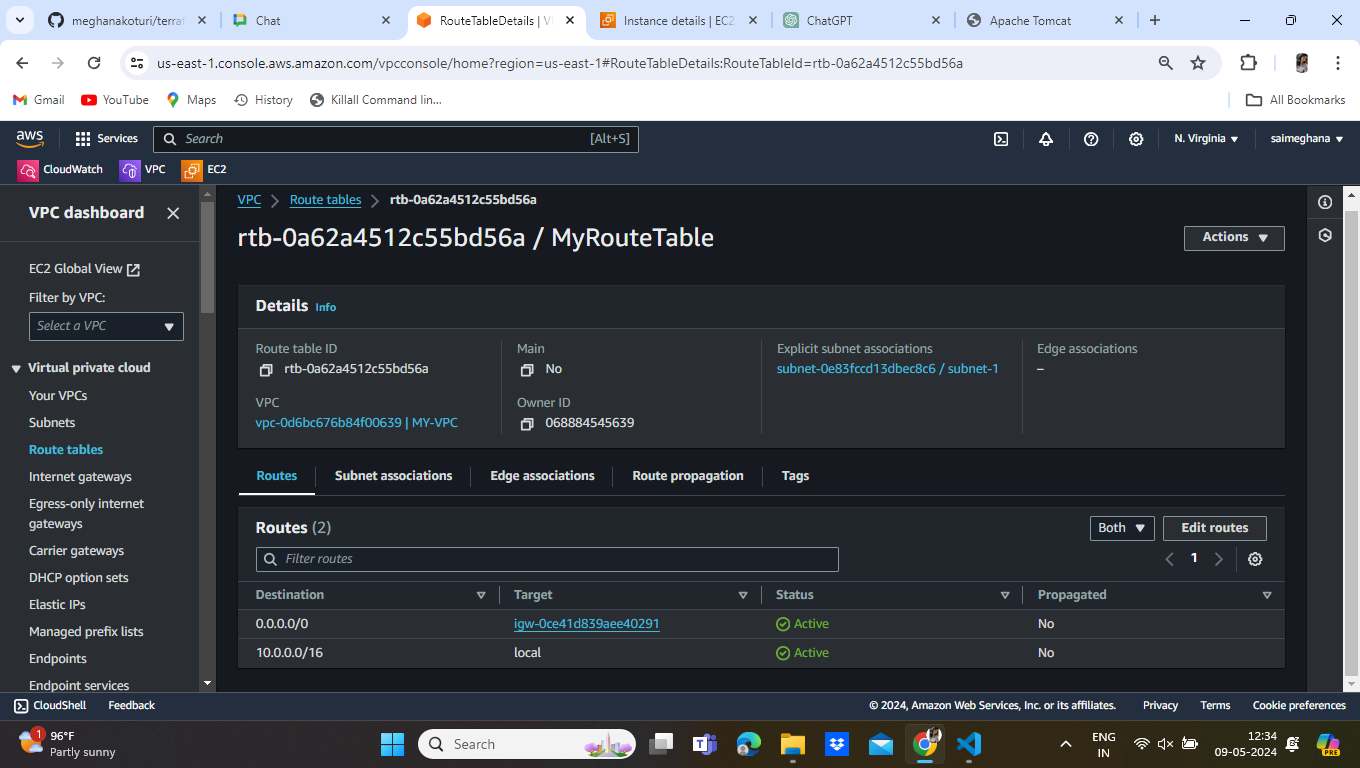 meghanakoturi/terraf
Chat
RouteTableDetails | V
Instance details | EC2
ChatGPT
Apache Tomcat
us-east-1.console.aws.amazon.com/vpcconsole/home?region=us-east-1#RouteTableDetails:RouteTableId=rtb-0a62a4512c55bd56a
Gmail
YouTube
Maps
History
Killall Command lin...
All Bookmarks
aws
Services
Search
[Alt+S]
N. Virginia
saimeghana
CloudWatch
VPC
EC2
VPC dashboard
EC2 Global View
Filter by VPC:
Select a VPC
Virtual private cloud
Your VPCs
Subnets
Route tables
Internet gateways
Egress-only internet
gateways
Carrier gateways
DHCP option sets
Elastic IPs
Managed prefix lists
Endpoints
Endpoint services
VPC
Route tables
rtb-0a62a4512c55bd56a
rtb-0a62a4512c55bd56a / MyRouteTable
Actions
Details Info
Route table ID
rtb-0a62a4512c55bd56a
Main
No
Explicit subnet associations
subnet-0e83fccd13dbec8c6 / subnet-1
Edge associations
–
VPC
vpc-0d6bc676b84f00639 | MY-VPC
Owner ID
068884545639
Routes
Subnet associations
Edge associations
Route propagation
Tags
Routes (2)
Both
Edit routes
Filter routes
1
Destination Target Status Propagated
0.0.0.0/0 igw-0ce41d839aee40291 Active No
10.0.0.0/16 local Active No
CloudShell
Feedback
© 2024, Amazon Web Services, Inc. or its affiliates.
Privacy
Terms
Cookie preferences
1
96°F
Partly sunny
Search
ENG
IN
12:34
09-05-2024
PRE